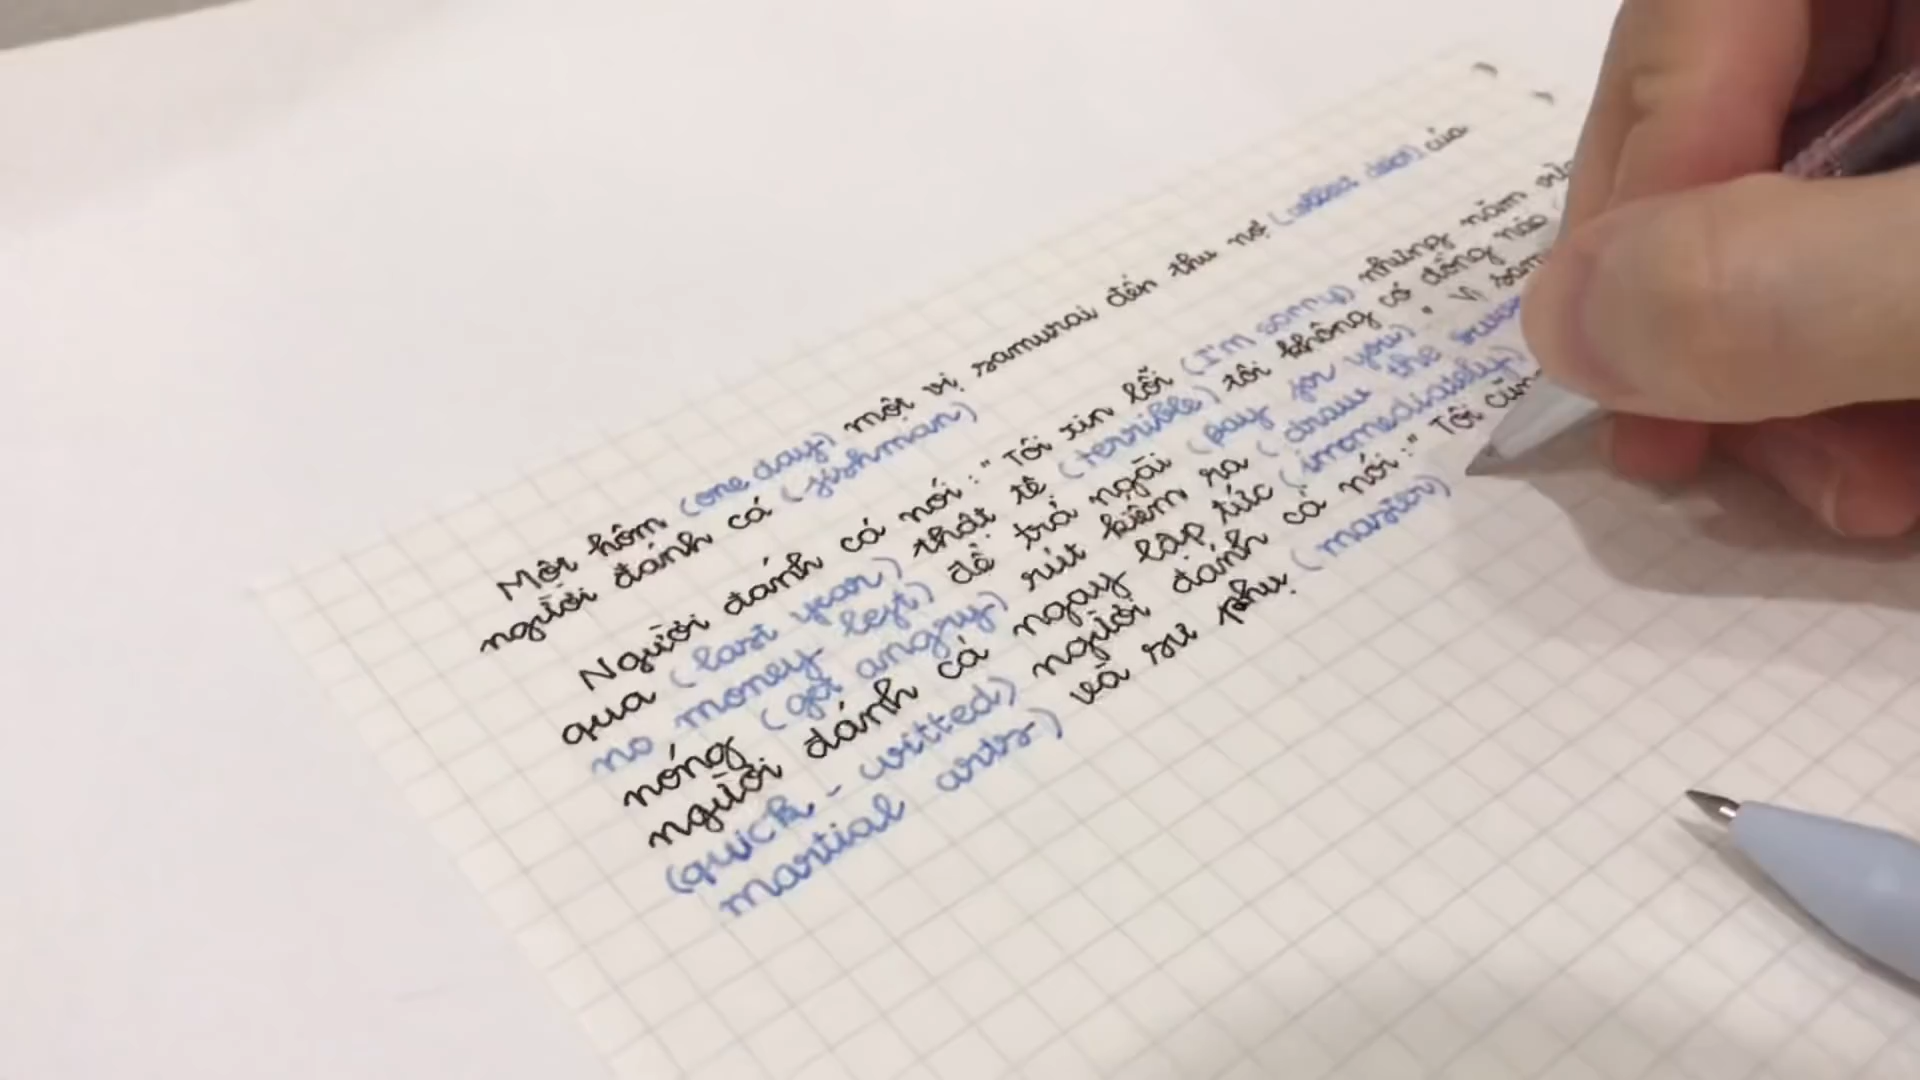 Một hôm (one day) một vị samurai đến thu nợ (collect debt) của
người đánh cá (fishman)
Người đánh cá nói: "Tôi xin lỗi (I'm sorry) nhưng năm
qua (last year) thật tệ (terrible) tôi không có đồng nào
no money left) để trả ngài (pay for you)." Vị
nóng (get angry) rút kiếm ra (draw the
người đánh cá ngay lập tức (immediately)
(quick-witted) người đánh cá nói: "Tôi
martial arts) và sư phụ (master)